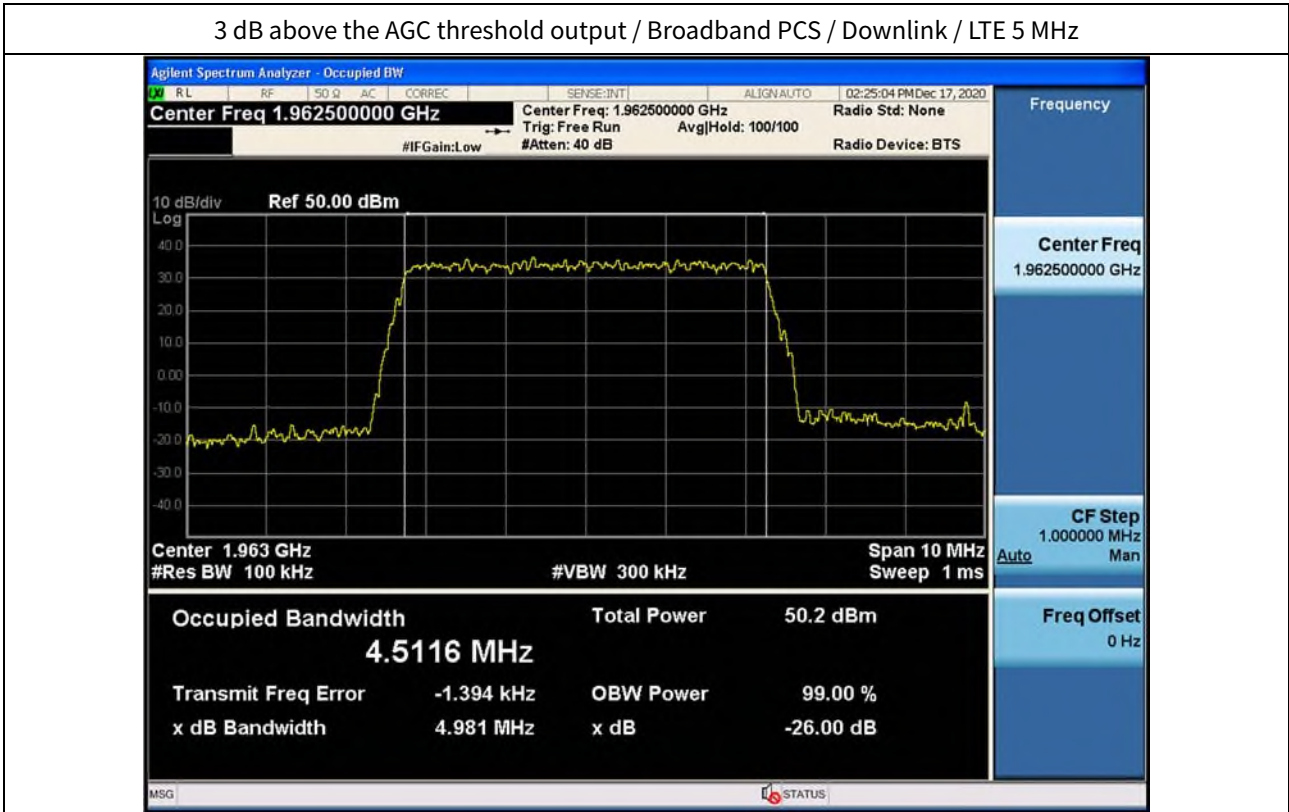 3 dB above the AGC threshold output / Broadband PCS / Downlink / LTE 5 MHz
Agilent Spectrum Analyzer - Occupied BW
RL RF 50 Ω AC CORREC SENSE:INT ALIGN AUTO 02:25:04 PM Dec 17, 2020
Center Freq 1.962500000 GHz
Center Freq: 1.962500000 GHz
Radio Std: None
Trig: Free Run Avg|Hold: 100/100
#IFGain:Low
#Atten: 40 dB
Radio Device: BTS
Frequency
10 dB/div Ref 50.00 dBm
Log
40.0
30.0
20.0
10.0
0.00
-10.0
-20.0
-30.0
-40.0
Center Freq
1.962500000 GHz
CF Step
1.000000 MHz
Auto Man
Freq Offset
0 Hz
Center 1.963 GHz Span 10 MHz
#Res BW 100 kHz #VBW 300 kHz Sweep 1 ms
Occupied Bandwidth Total Power 50.2 dBm
4.5116 MHz
Transmit Freq Error -1.394 kHz OBW Power 99.00 %
x dB Bandwidth 4.981 MHz x dB -26.00 dB
MSG STATUS